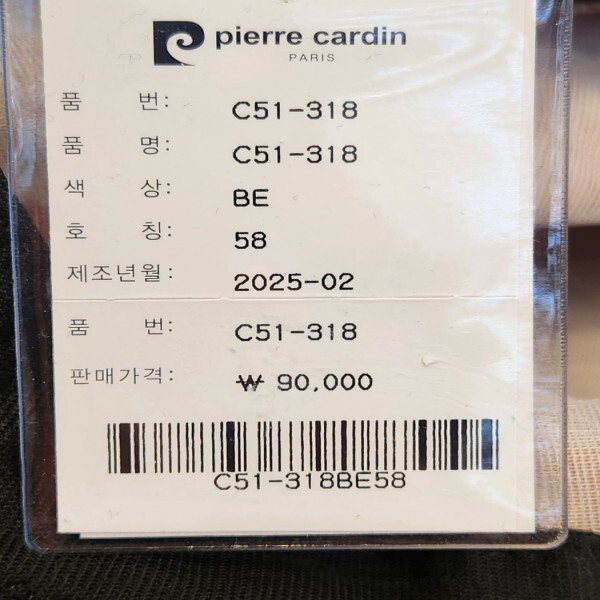 pierre cardin
PARIS
품 번: C51-318
품 명: C51-318
색 상: BE
호 칭: 58
제조년월: 2025-02
품 번: C51-318
판매가격: ₩ 90,000
C51-318BE58